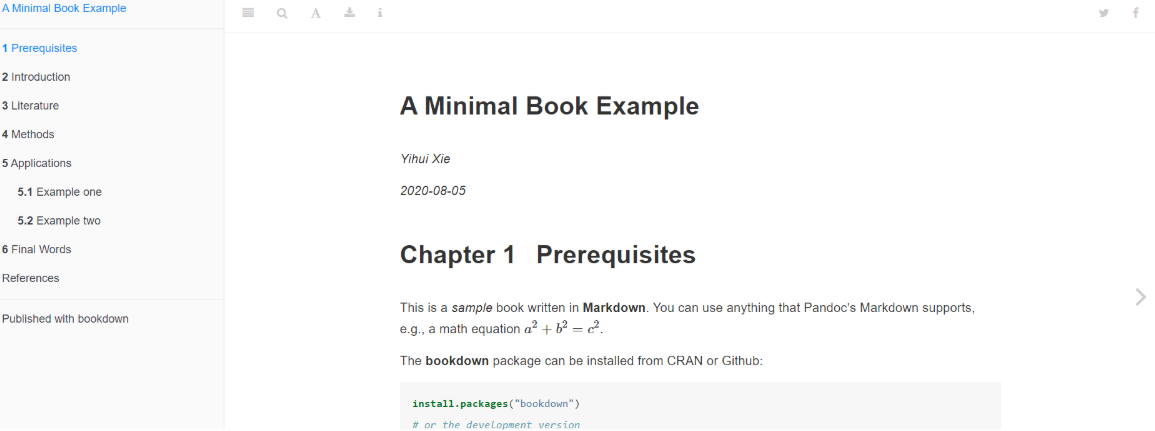 A Minimal Book Example
1 Prerequisites
2 Introduction
3 Literature
4 Methods
5 Applications
5.1 Example one
5.2 Example two
6 Final Words
References
Published with bookdown
A
i
A Minimal Book Example
Yihui Xie
2020-08-05
Chapter 1 Prerequisites
This is a sample book written in Markdown. You can use anything that Pandoc's Markdown supports,
e.g., a math equation a² + b² = c².
The bookdown package can be installed from CRAN or Github:
install.packages("bookdown")
# or the development version